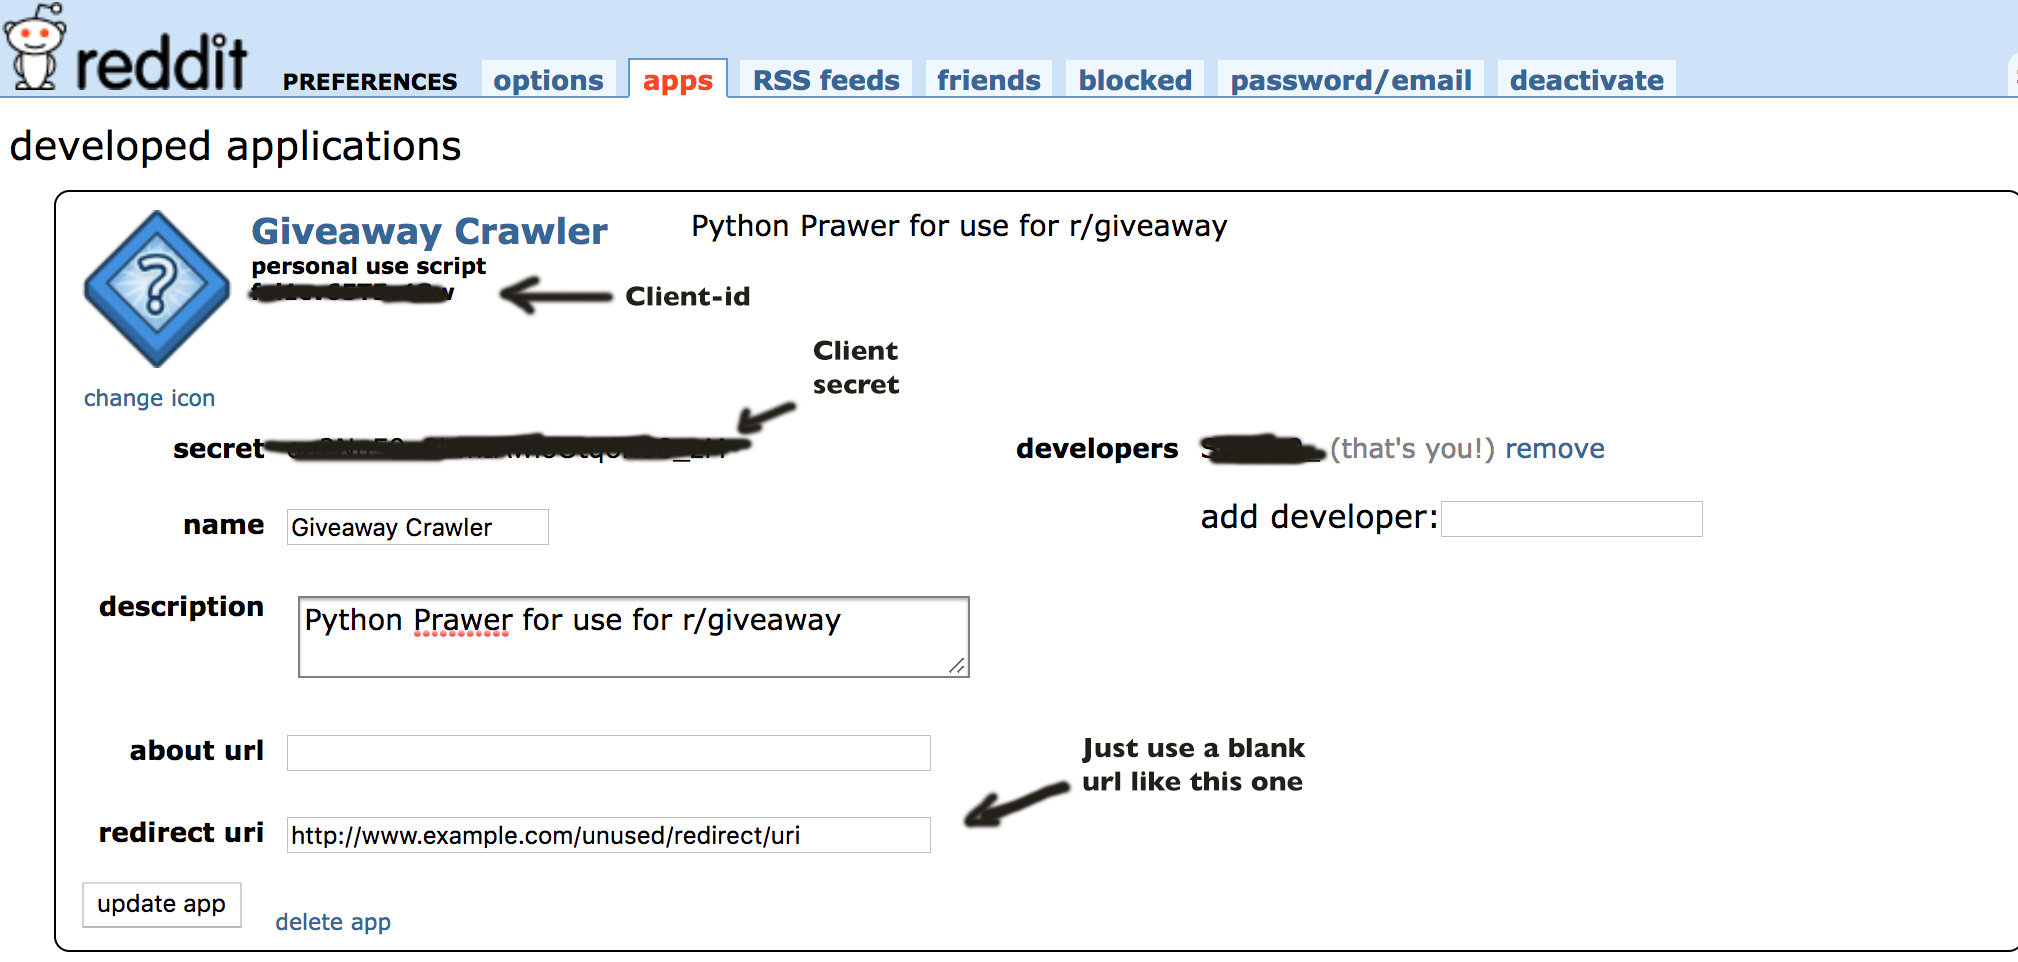 reddit PREFERENCES options apps RSS feeds friends blocked password/email deactivate
developed applications
Giveaway Crawler
Python Prawer for use for r/giveaway
personal use script
Client-id
Client
secret
change icon
secret
developers (that's you!) remove
name Giveaway Crawler
add developer:
description Python Prawer for use for r/giveaway
about url
Just use a blank
url like this one
redirect uri http://www.example.com/unused/redirect/uri
update app
delete app